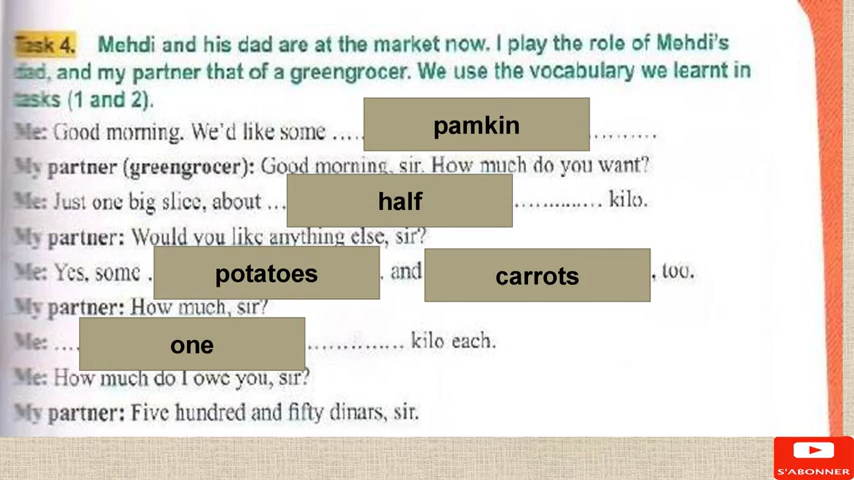 Task 4. Mehdi and his dad are at the market now. I play the role of Mehdi's
dad, and my partner that of a greengrocer. We use the vocabulary we learnt in
tasks (1 and 2).
Me: Good morning. We'd like some ..... pamkin ..........
My partner (greengrocer): Good morning, sir. How much do you want?
Me: Just one big slice, about ... half ............. kilo.
My partner: Would you like anything else, sir?
Me: Yes, some . potatoes . and carrots , too.
My partner: How much, sir?
Me: .... one .............. kilo each.
Me: How much do I owe you, sir?
My partner: Five hundred and fifty dinars, sir.
S'ABONNER